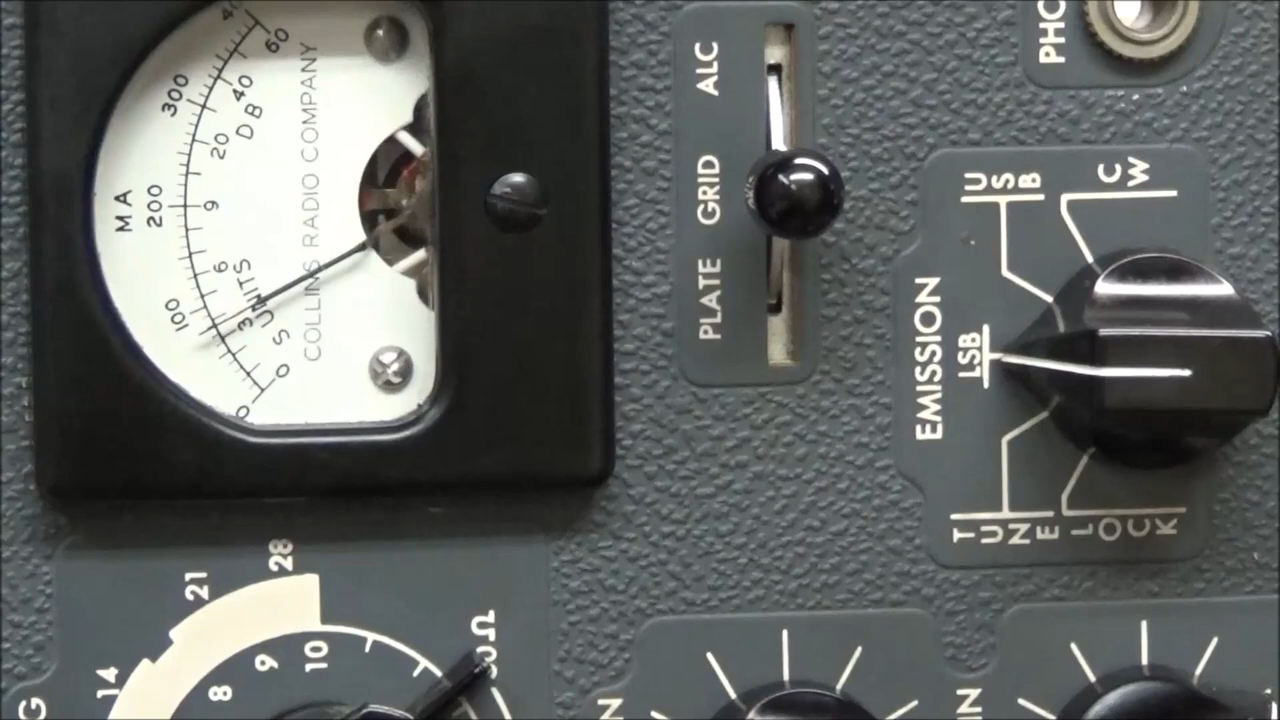 MA
100 200 300
0 3 6 9 20 40 60
S UNITS DB
COLLINS RADIO COMPANY
PLATE GRID ALC
EMISSION
TUNE
LOCK
LSB
USB
CW
14 21 28
8 9 10